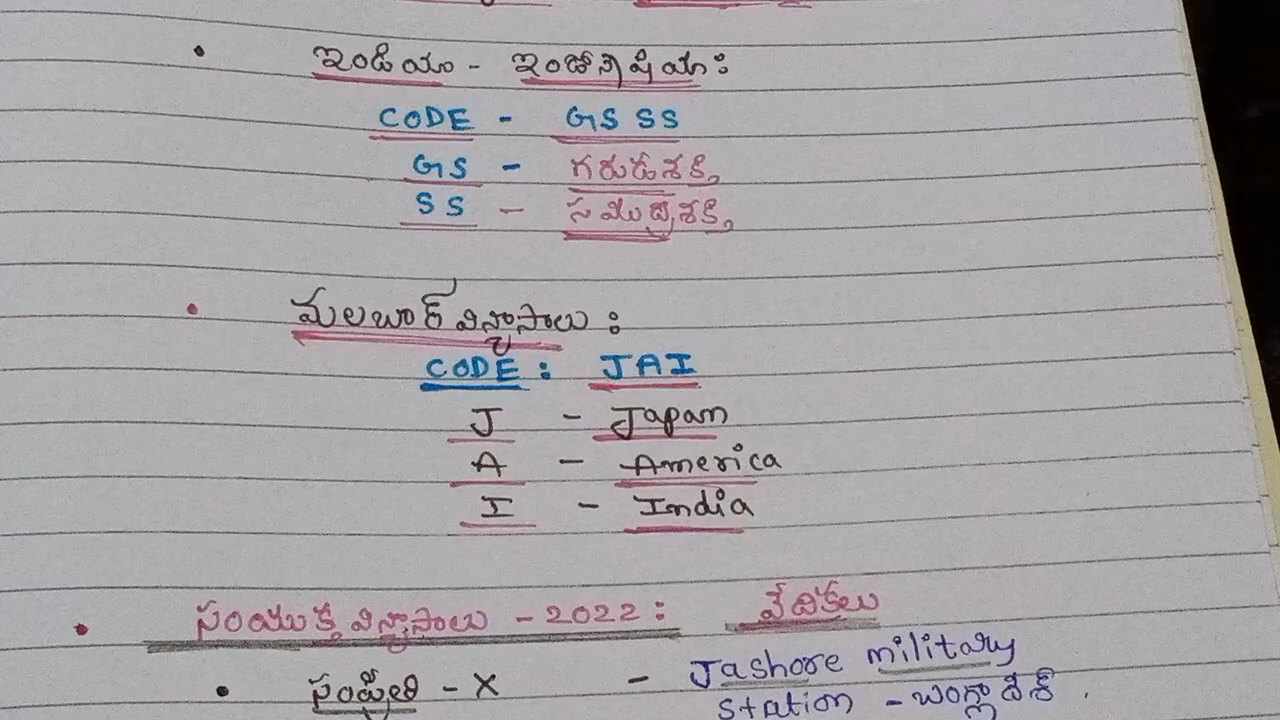 ఇండియా - ఇండోనేషియా:
CODE - GS SS
GS - గరుడశక్తి
SS - సముద్రశక్తి
మలబార్ విన్యాసాలు :
CODE : JAI
J - Japan
A - America
I - India
సంయుక్త విన్యాసాలు - 2022 : వేదికలు
సంప్రీతి - X - Jashore military
station - బంగ్లాదేశ్ .